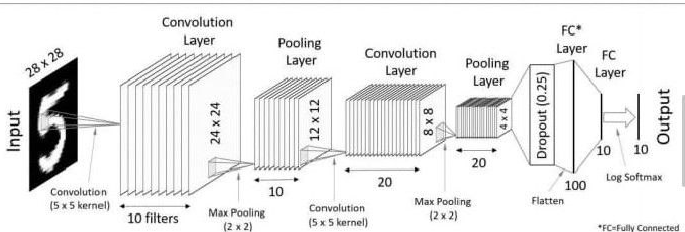 Input
28 x 28
Convolution
(5 x 5 kernel)
Convolution
Layer
24 x 24
10 filters
Max Pooling
(2 x 2)
Pooling
Layer
12 x 12
10
Convolution
(5 x 5 kernel)
Convolution
Layer
8 x 8
20
Max Pooling
(2 x 2)
Pooling
Layer
4 x 4
20
Dropout (0.25)
Flatten
FC*
Layer
100
FC
Layer
10
Log Softmax
10
Output
*FC=Fully Connected
5